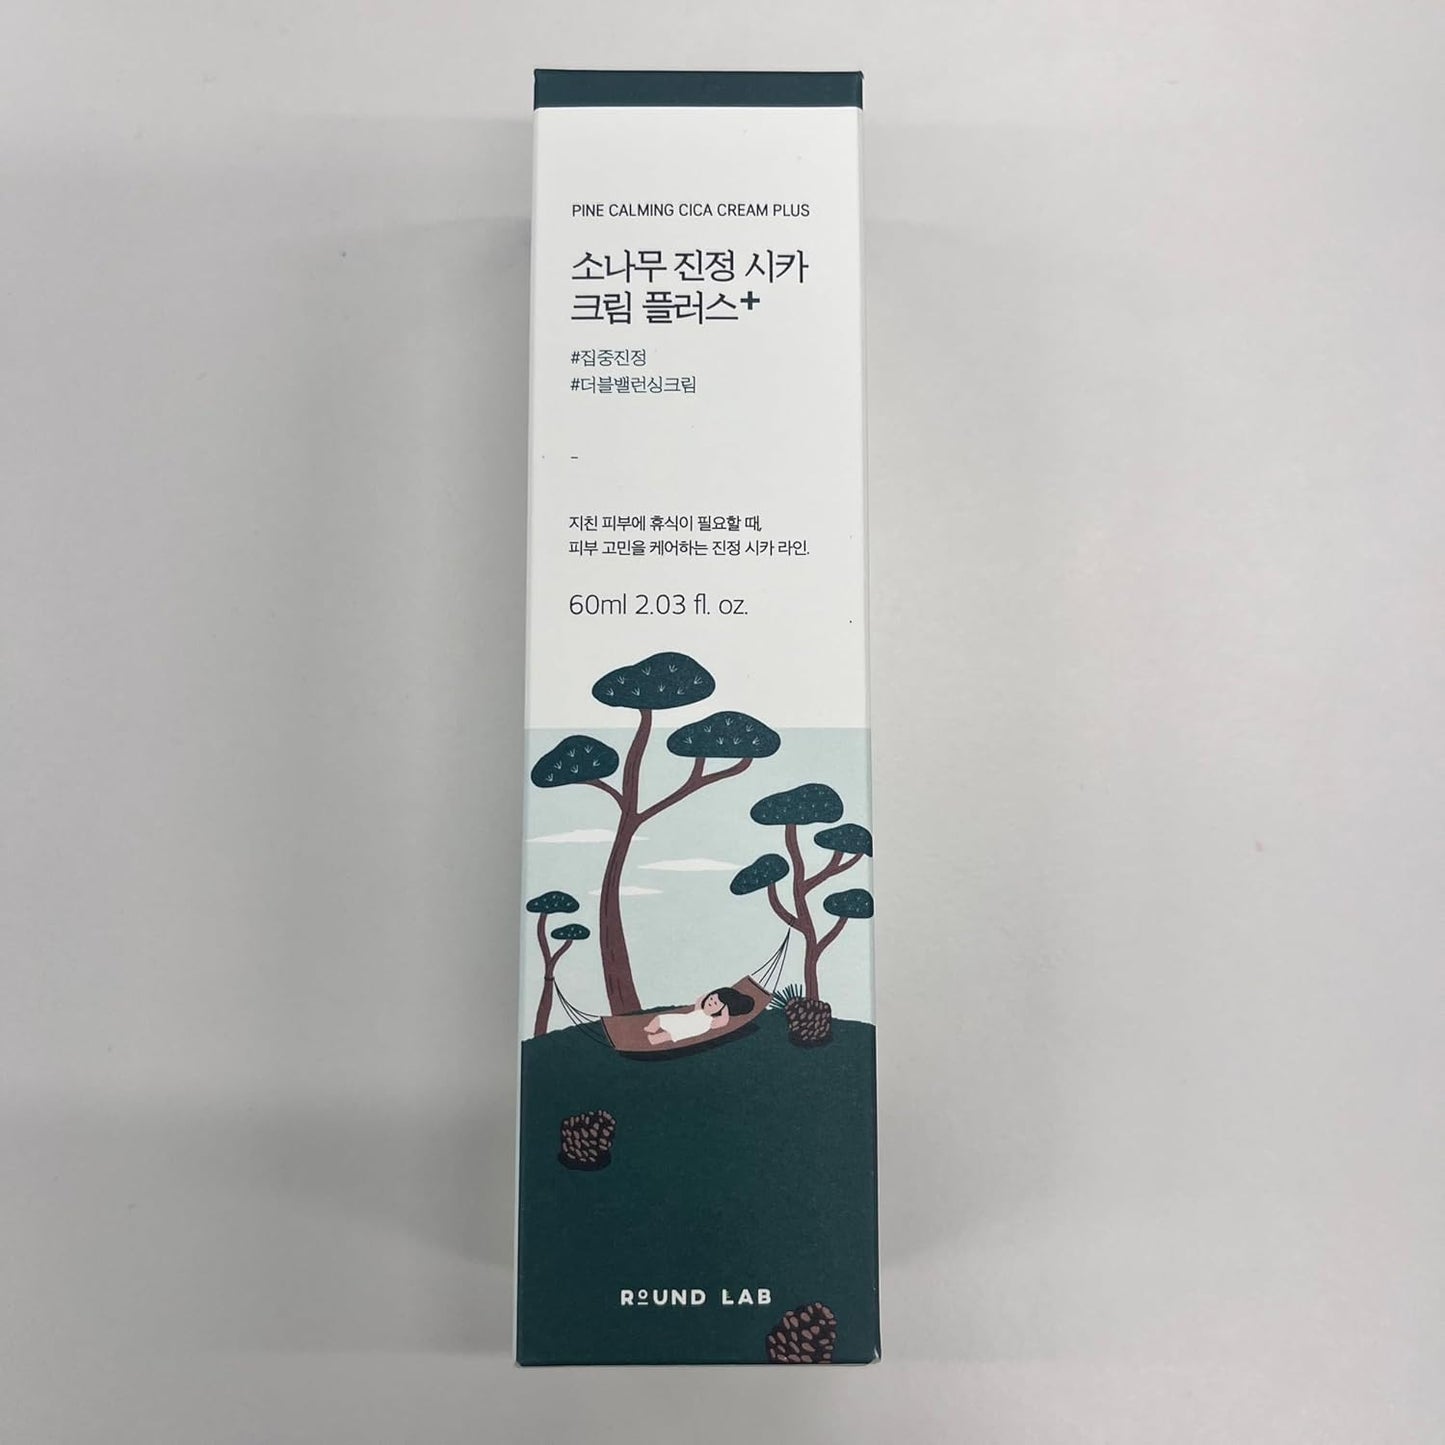 PINE CALMING CICA CREAM PLUS
소나무 진정 시카
크림 플러스+
#집중진정
#더블밸런싱크림
-
지친 피부에 휴식이 필요할 때,
피부 고민을 케어하는 진정 시카 라인.
60ml 2.03 fl. oz.
ROUND LAB